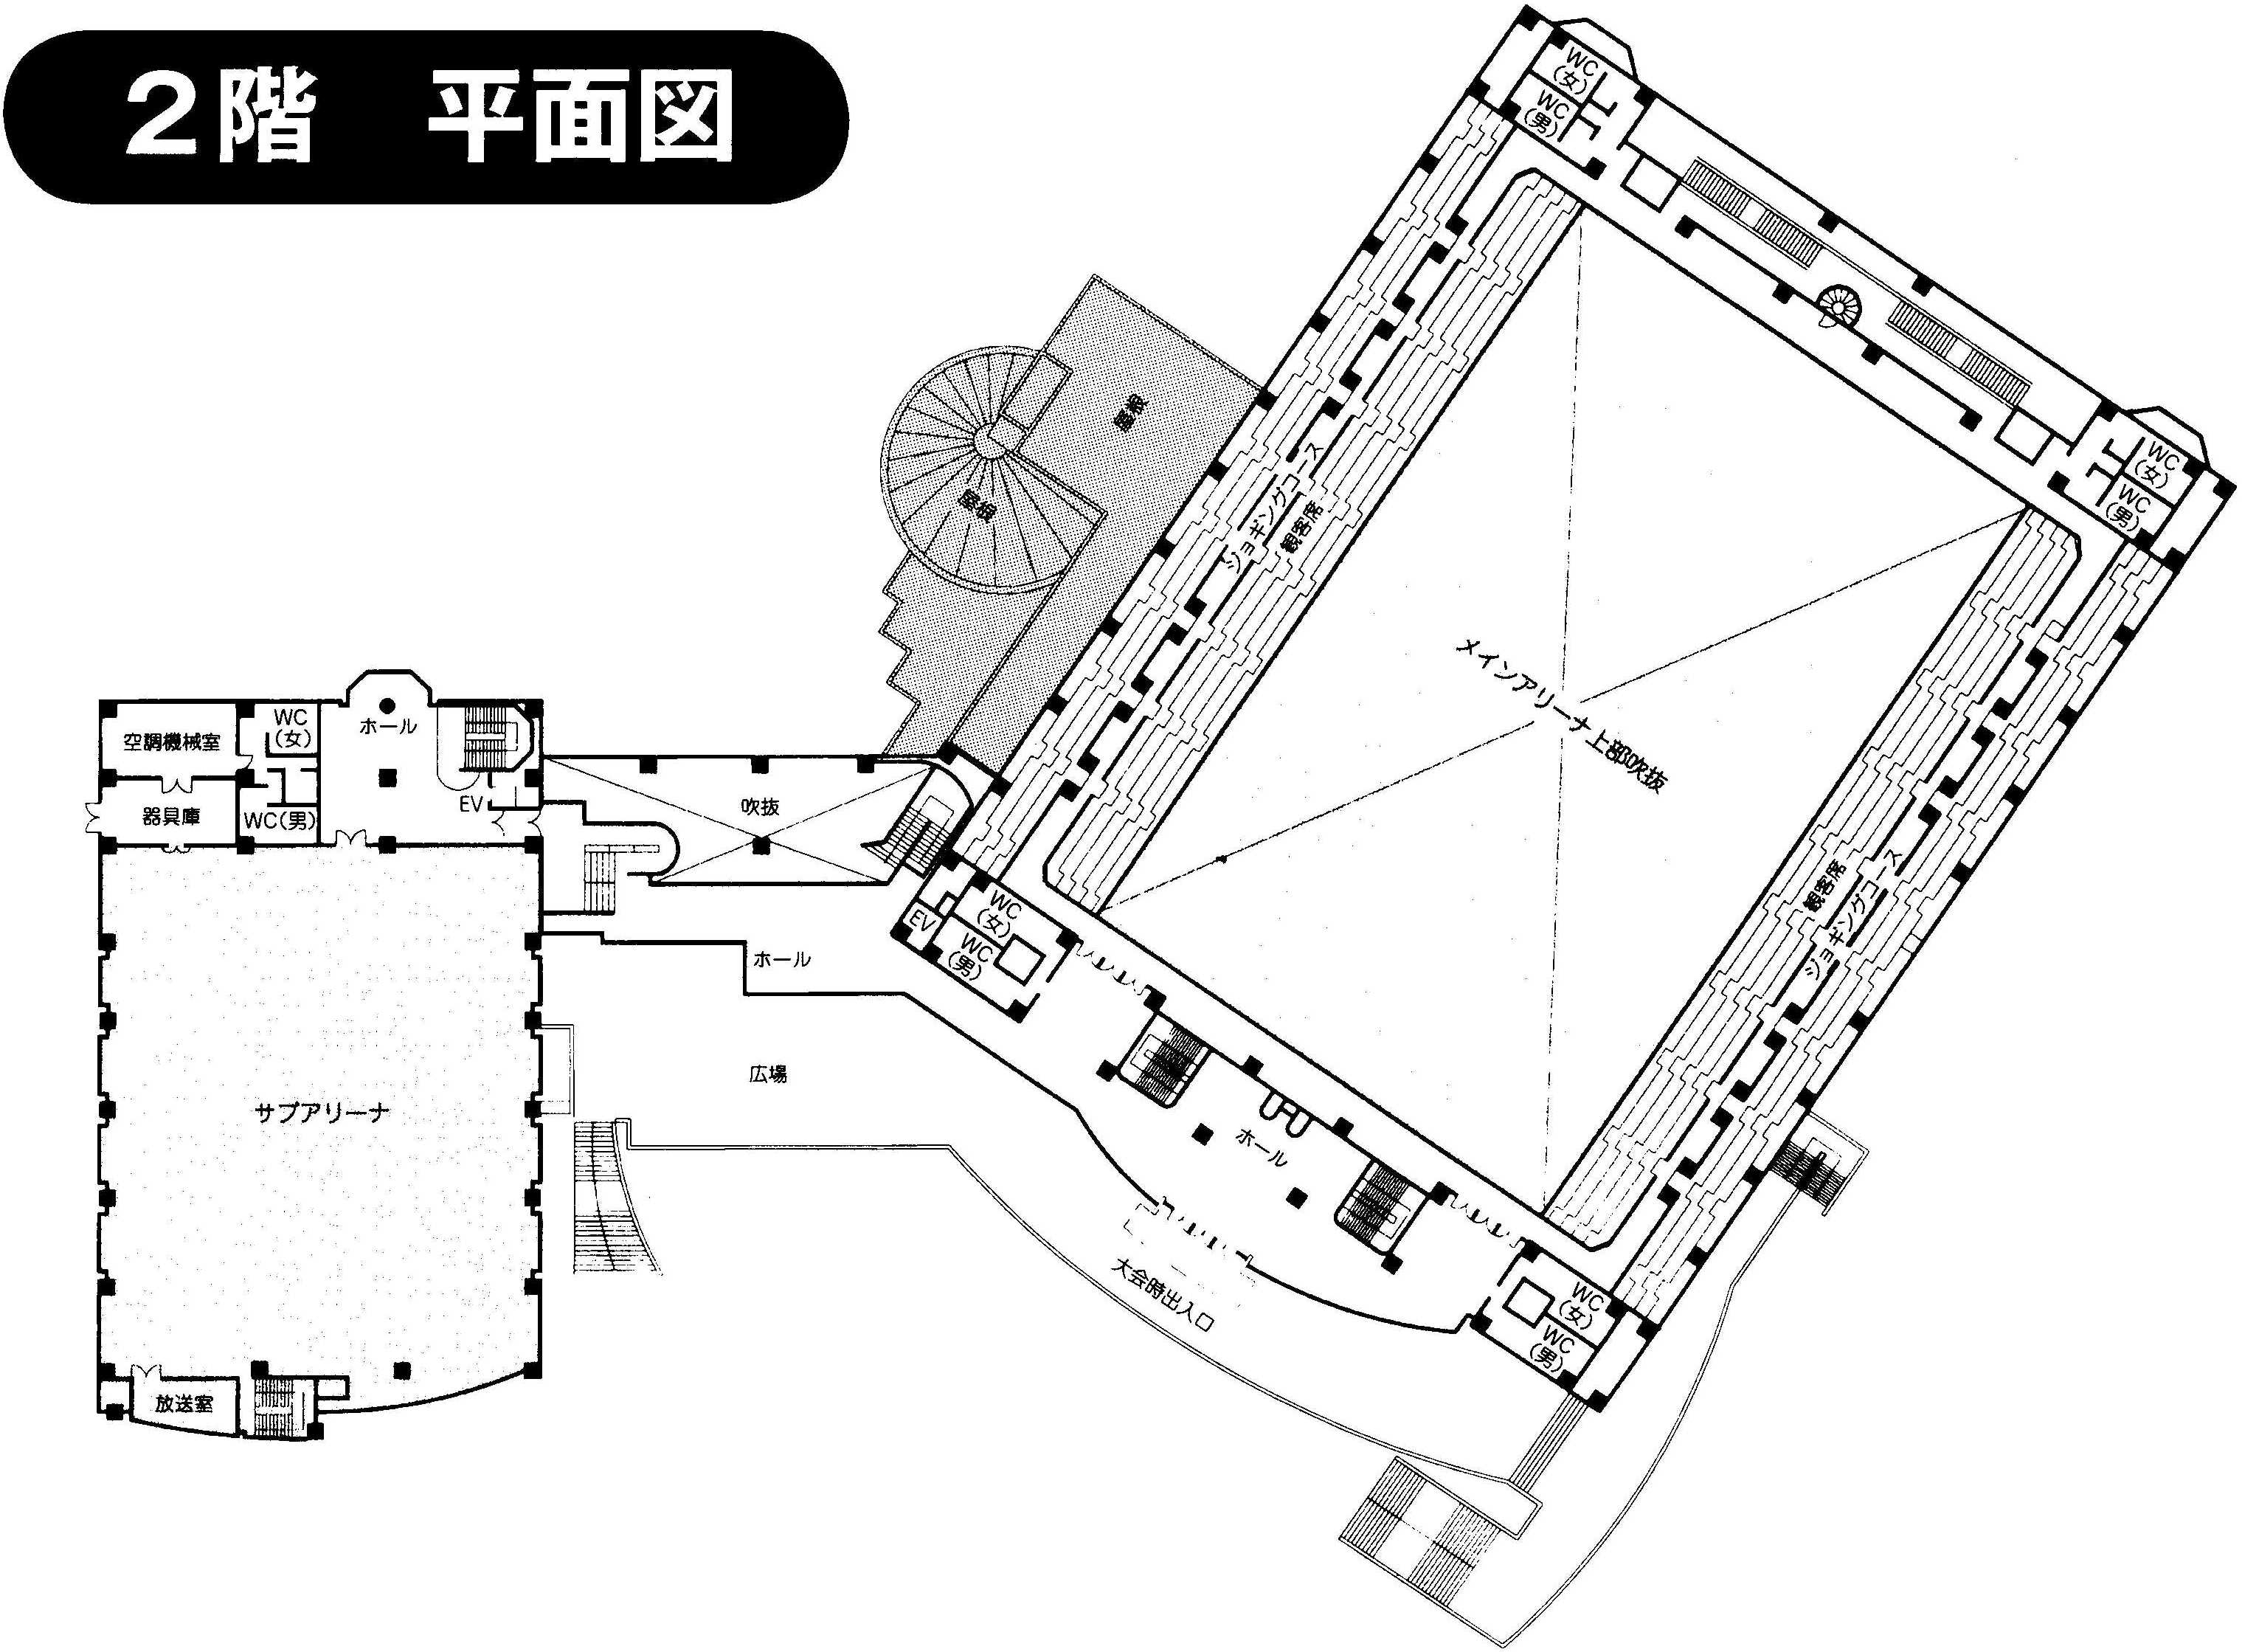 2階 平面図
WC
(女)
WC
(男)
屋根
屋根
ジョギングコース
観客席
WC
(女)
WC
(男)
メインアリーナ上部吹抜
空調機械室
WC
(女)
ホール
器具庫
WC(男)
EV
吹抜
観客席
ジョギングコース
EV
WC
(女)
WC
(男)
ホール
広場
サブアリーナ
ホール
大会時出入口
WC
(女)
WC
(男)
放送室